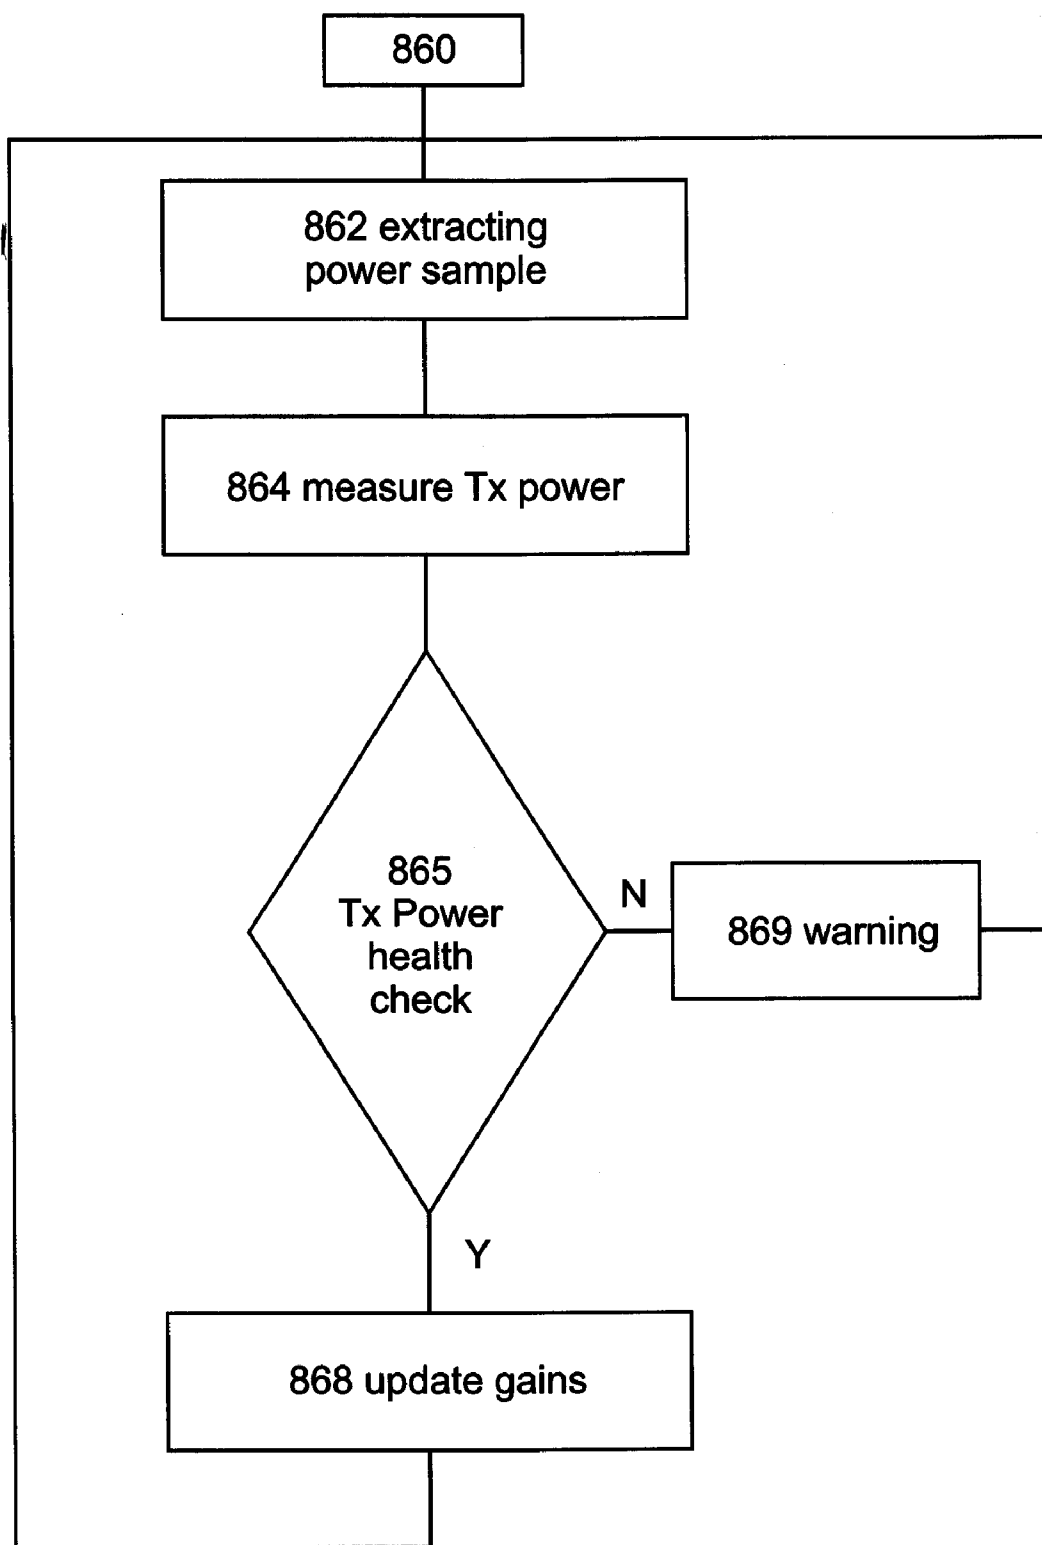 860
862 extracting
power sample
864 measure Tx power
865
Tx Power
health
check
N
869 warning
Y
868 update gains